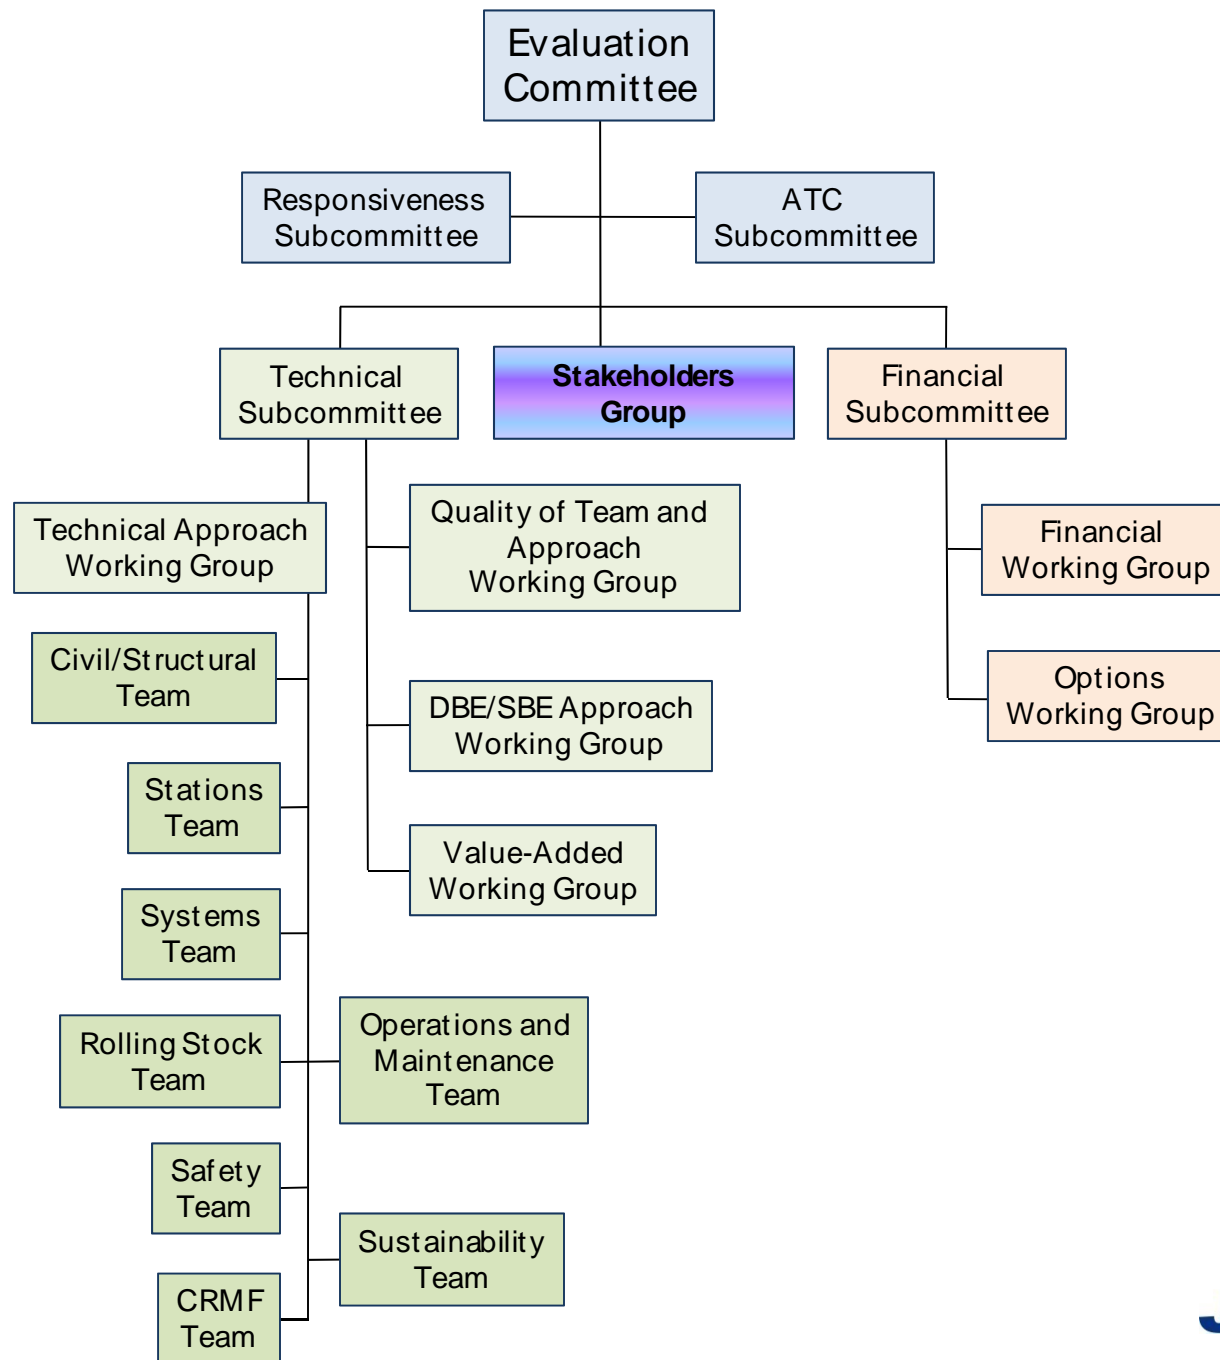 Evaluation
Committee
Responsiveness
Subcommittee
ATC
Subcommittee
Technical
Subcommittee
Stakeholders
Group
Financial
Subcommittee
Technical Approach
Working Group
Quality of Team and
Approach
Working Group
Financial
Working Group
Civil/Structural
Team
DBE/SBE Approach
Working Group
Options
Working Group
Stations
Team
Value-Added
Working Group
Systems
Team
Rolling Stock
Team
Operations and
Maintenance
Team
Safety
Team
Sustainability
Team
CRMF
Team